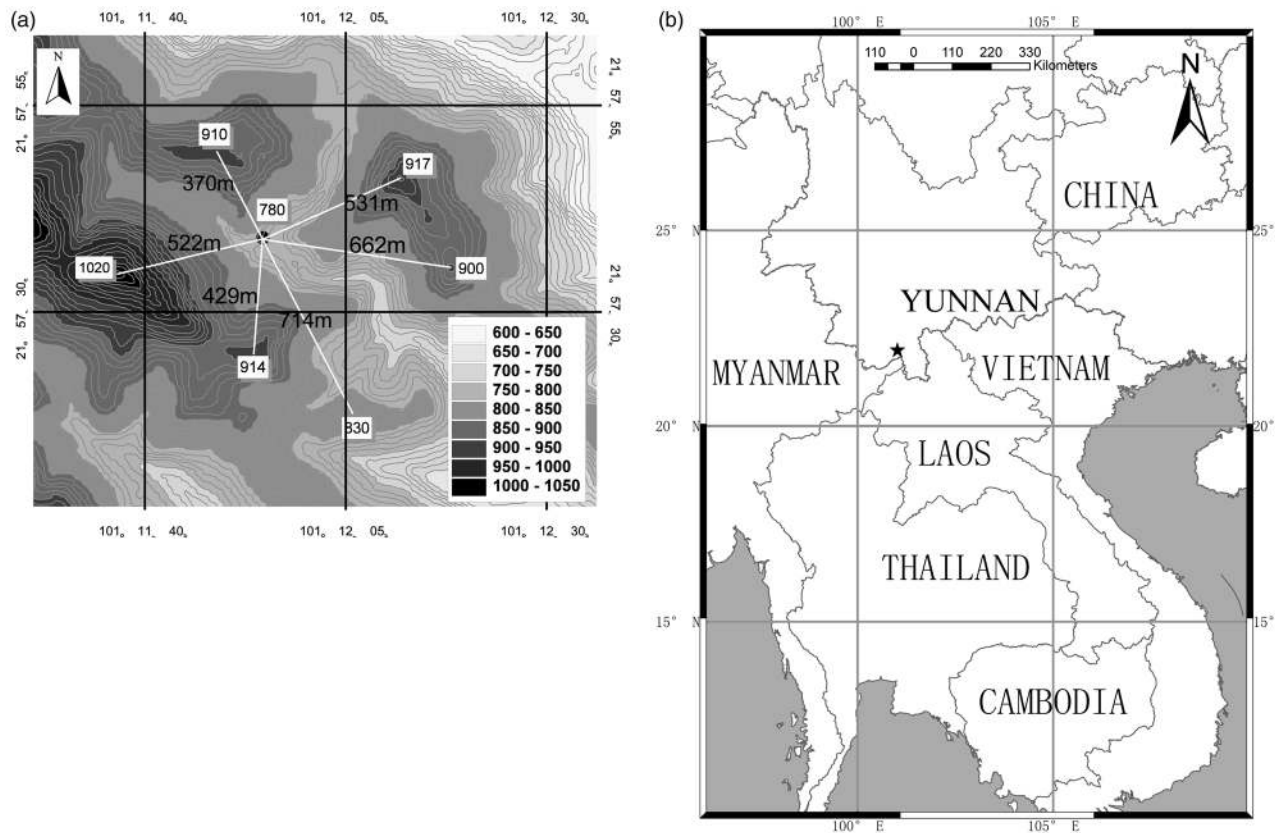 (a)
101° 11' 40" 101° 12' 05" 101° 12' 30"
N
21° 57' 55"
21° 57' 55"
910
917
370m
531m
780
522m
662m
1020
900
429m
714m
21° 57' 30"
21° 57' 30"
914
830
600 - 650
650 - 700
700 - 750
750 - 800
800 - 850
850 - 900
900 - 950
950 - 1000
1000 - 1050
101° 11' 40" 101° 12' 05" 101° 12' 30"
(b)
100° E 105° E
110 0 110 220 330
Kilometers
N
CHINA
25° N
25° N
YUNNAN
MYANMAR
VIETNAM
20° N
20° N
LAOS
THAILAND
15° N
15° N
CAMBODIA
100° E 105° E